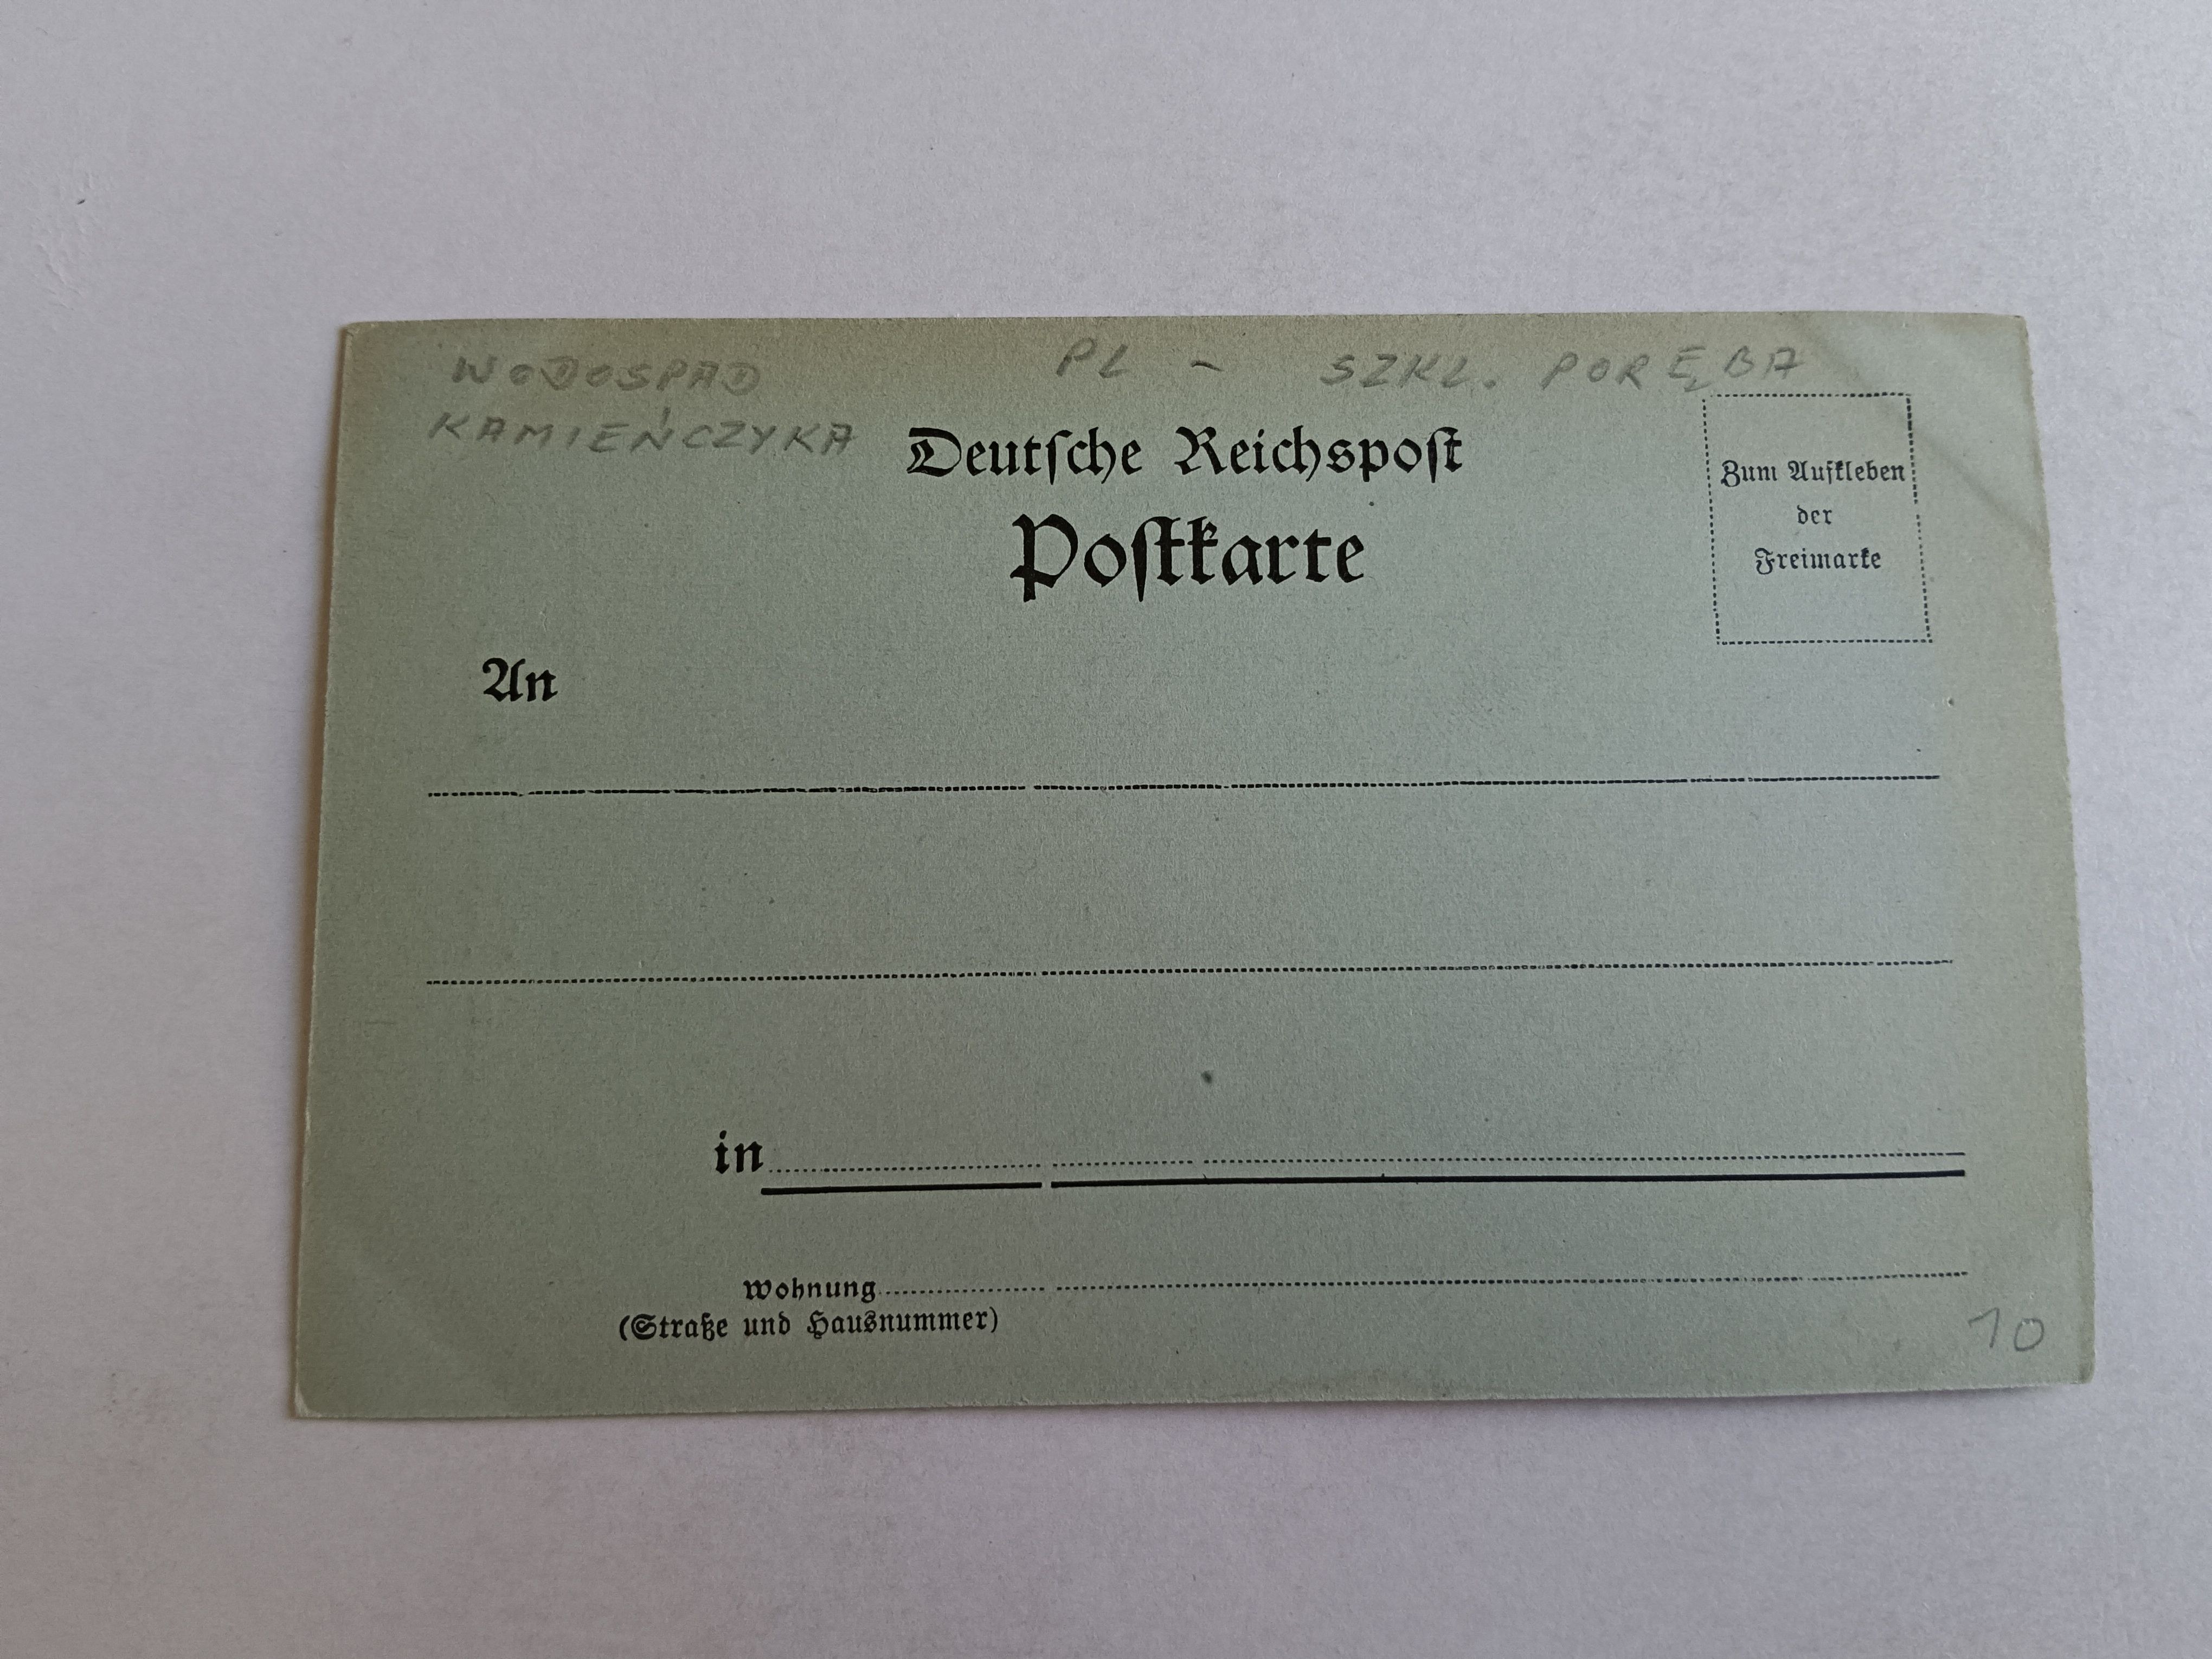 WODOSPAD PL - SZKL. PORĘBA
KAMIEŃCZYKA
Deutsche Reichspost
Postkarte
Zum Aufkleben
der
Freimarke
An
in
Wohnung
(Straße und Hausnummer)
10